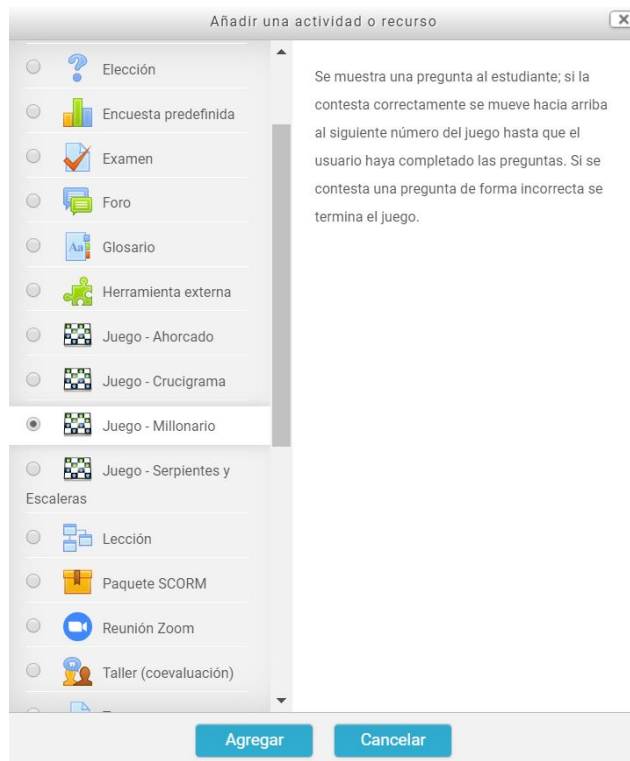 Añadir una actividad o recurso
Elección
Encuesta predefinida
Examen
Foro
Glosario
Herramienta externa
Juego - Ahorcado
Juego - Crucigrama
Juego - Millonario
Juego - Serpientes y
Escaleras
Lección
Paquete SCORM
Reunión Zoom
Taller (coevaluación)
Se muestra una pregunta al estudiante; si la
contesta correctamente se mueve hacia arriba
al siguiente número del juego hasta que el
usuario haya completado las preguntas. Si se
contesta una pregunta de forma incorrecta se
termina el juego.
Agregar
Cancelar